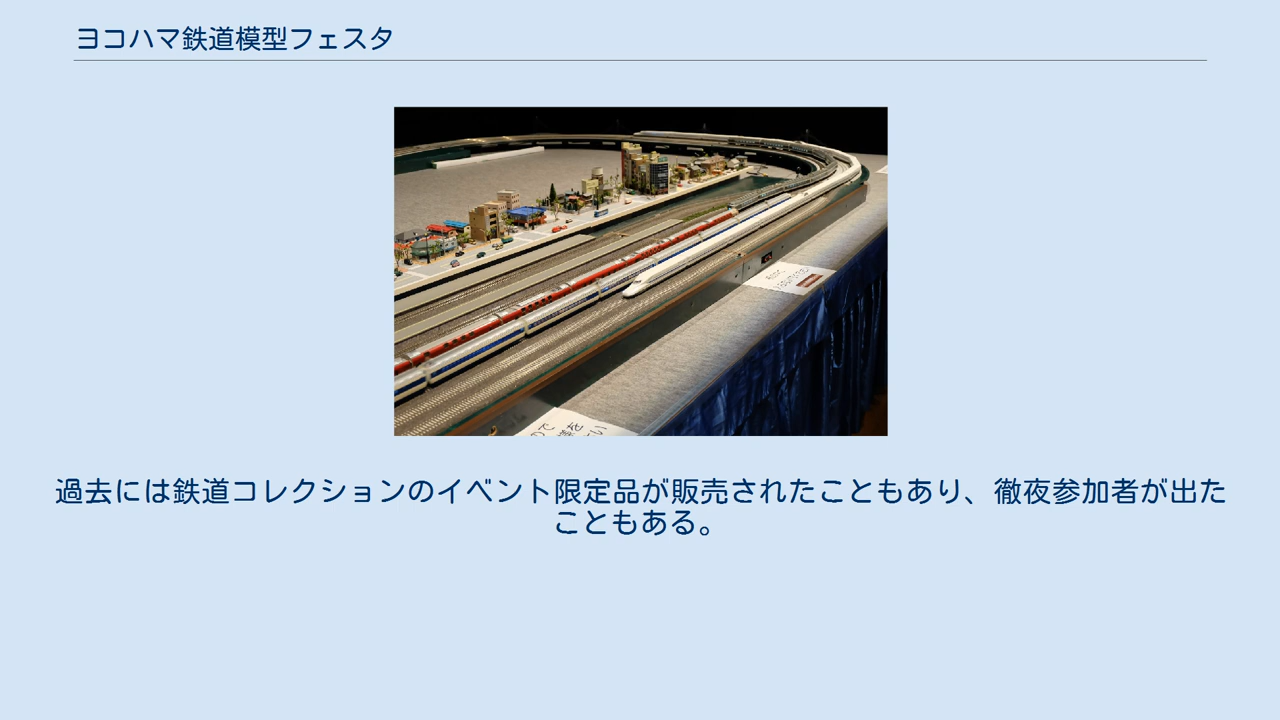 ヨコハマ鉄道模型フェスタ
過去には鉄道コレクションのイベント限定品が販売されたこともあり、徹夜参加者が出た
こともある。